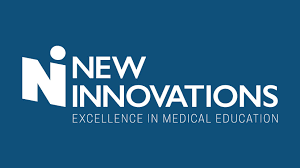 NEW
INNOVATIONS
EXCELLENCE IN MEDICAL EDUCATION